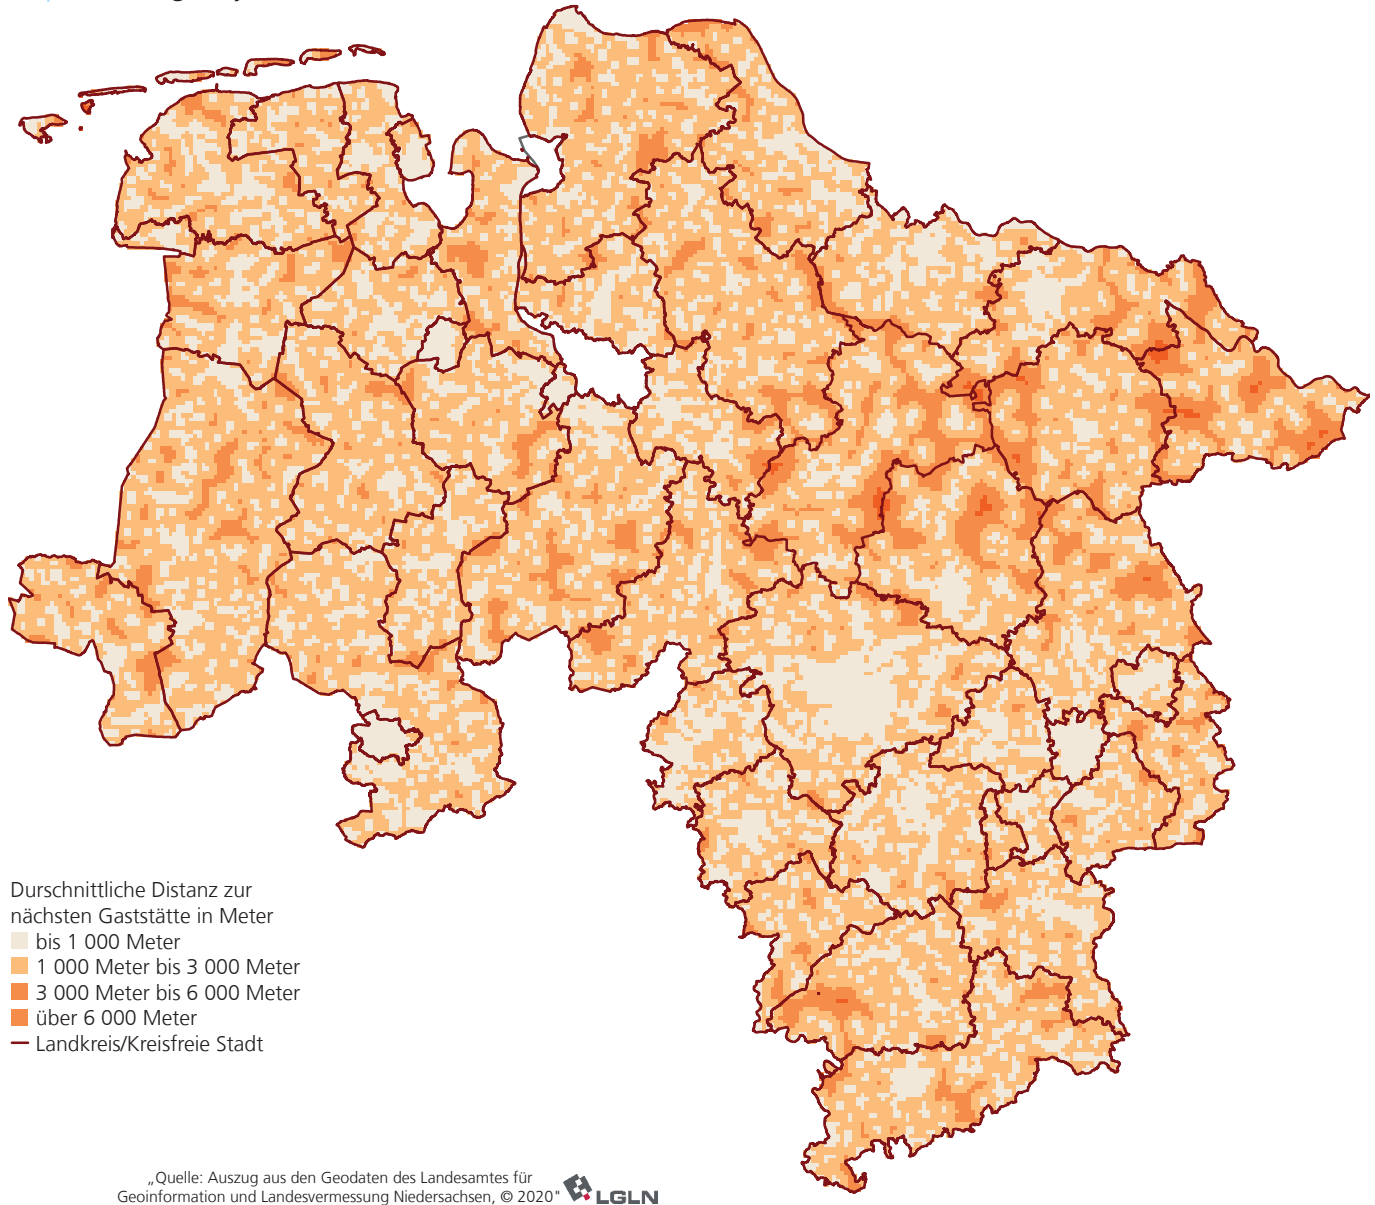 Durschnittliche Distanz zur
nächsten Gaststätte in Meter
bis 1 000 Meter
1 000 Meter bis 3 000 Meter
3 000 Meter bis 6 000 Meter
über 6 000 Meter
Landkreis/Kreisfreie Stadt
„Quelle: Auszug aus den Geodaten des Landesamtes für
Geoinformation und Landesvermessung Niedersachsen, © 2020"
LGLN